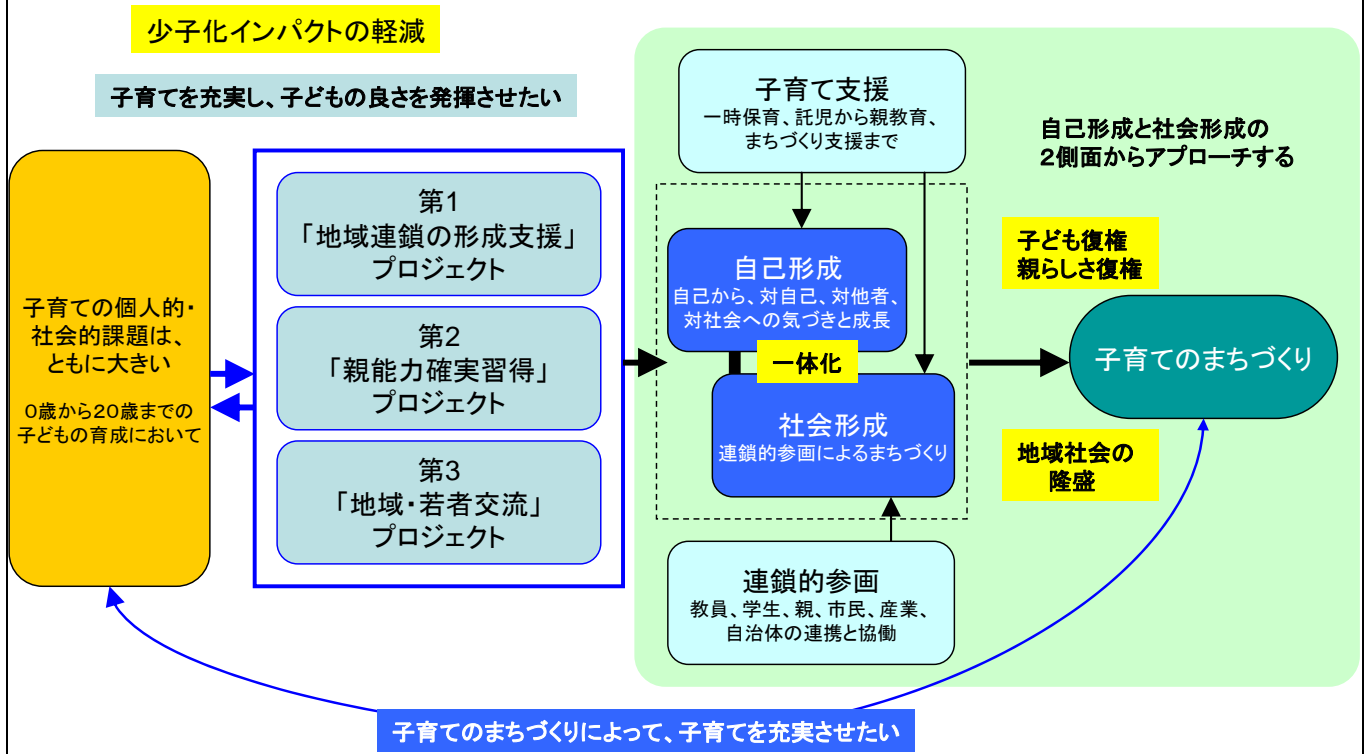 少子化インパクトの軽減
子育てを充実し、子どもの良さを発揮させたい
子育ての個人的・
社会的課題は、
ともに大きい
0歳から20歳までの
子どもの育成において
第1
「地域連鎖の形成支援」
プロジェクト
第2
「親能力確実習得」
プロジェクト
第3
「地域・若者交流」
プロジェクト
子育て支援
一時保育、託児から親教育、
まちづくり支援まで
自己形成と社会形成の
2側面からアプローチする
自己形成
自己から、対自己、対他者、
対社会への気づきと成長
一体化
社会形成
連鎖的参画によるまちづくり
連鎖的参画
教員、学生、親、市民、産業、
自治体の連携と協働
子ども復権
親らしさ復権
子育てのまちづくり
地域社会の
隆盛
子育てのまちづくりによって、子育てを充実させたい